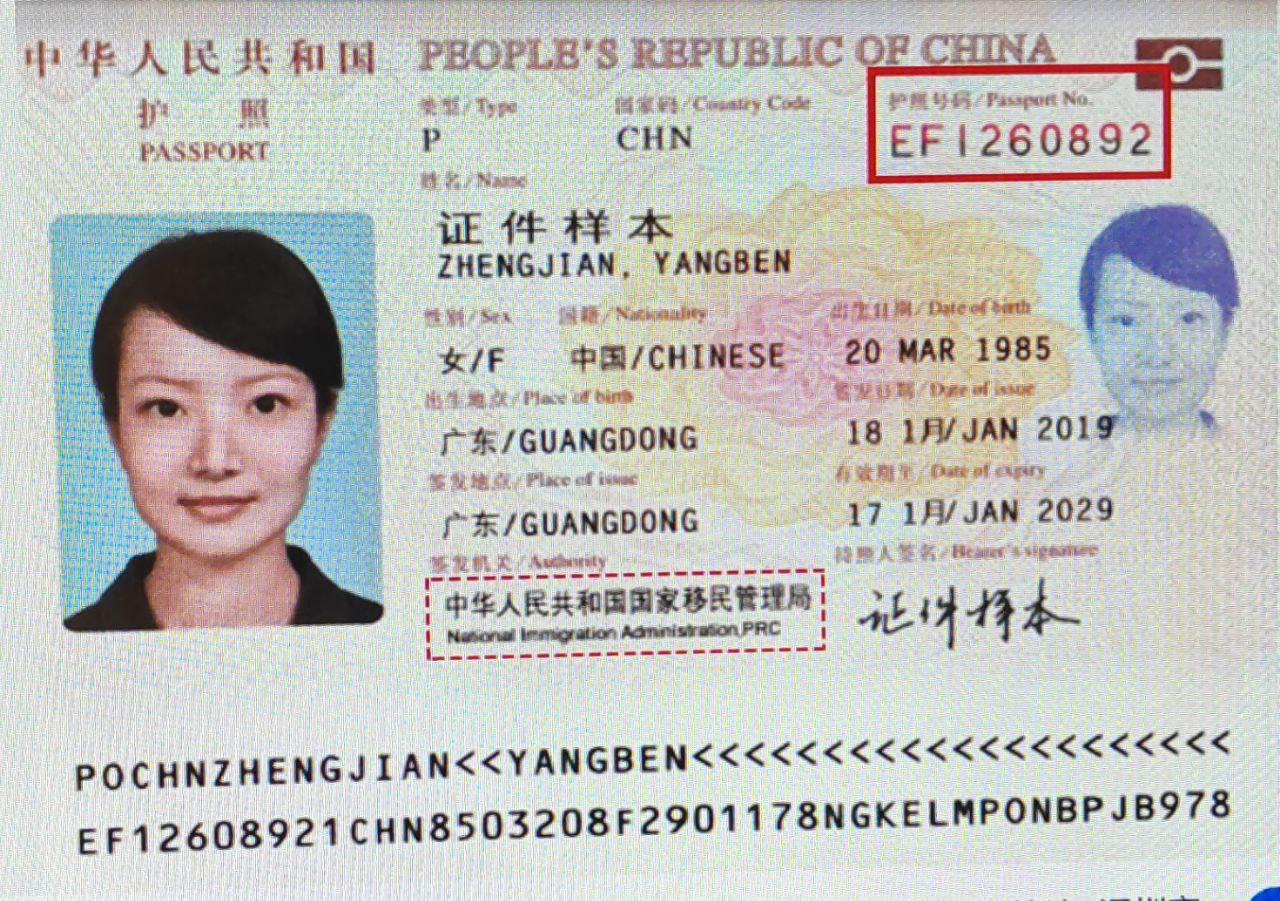 中华人民共和国 PEOPLE'S REPUBLIC OF CHINA
护照 类型/Type 国家码/Country Code 护照号码/Passport No.
PASSPORT P CHN EF1260892
姓名/Name
证件样本
ZHENGJIAN, YANGBEN
性别/Sex 国籍/Nationality 出生日期/Date of birth
女/F 中国/CHINESE 20 MAR 1985
出生地点/Place of birth 签发日期/Date of issue
广东/GUANGDONG 18 1月/JAN 2019
签发地点/Place of issue 有效期至/Date of expiry
广东/GUANGDONG 17 1月/JAN 2029
签发机关/Authority 持照人签名/Bearer's signature
中华人民共和国国家移民管理局 证件样本
National Immigration Administration,PRC
POCHNZHENGJIAN<<YANGBEN<<<<<<<<<<<<<<<<<<<<<
EF12608921CHN8503208F2901178NGKELMPONBPJB978